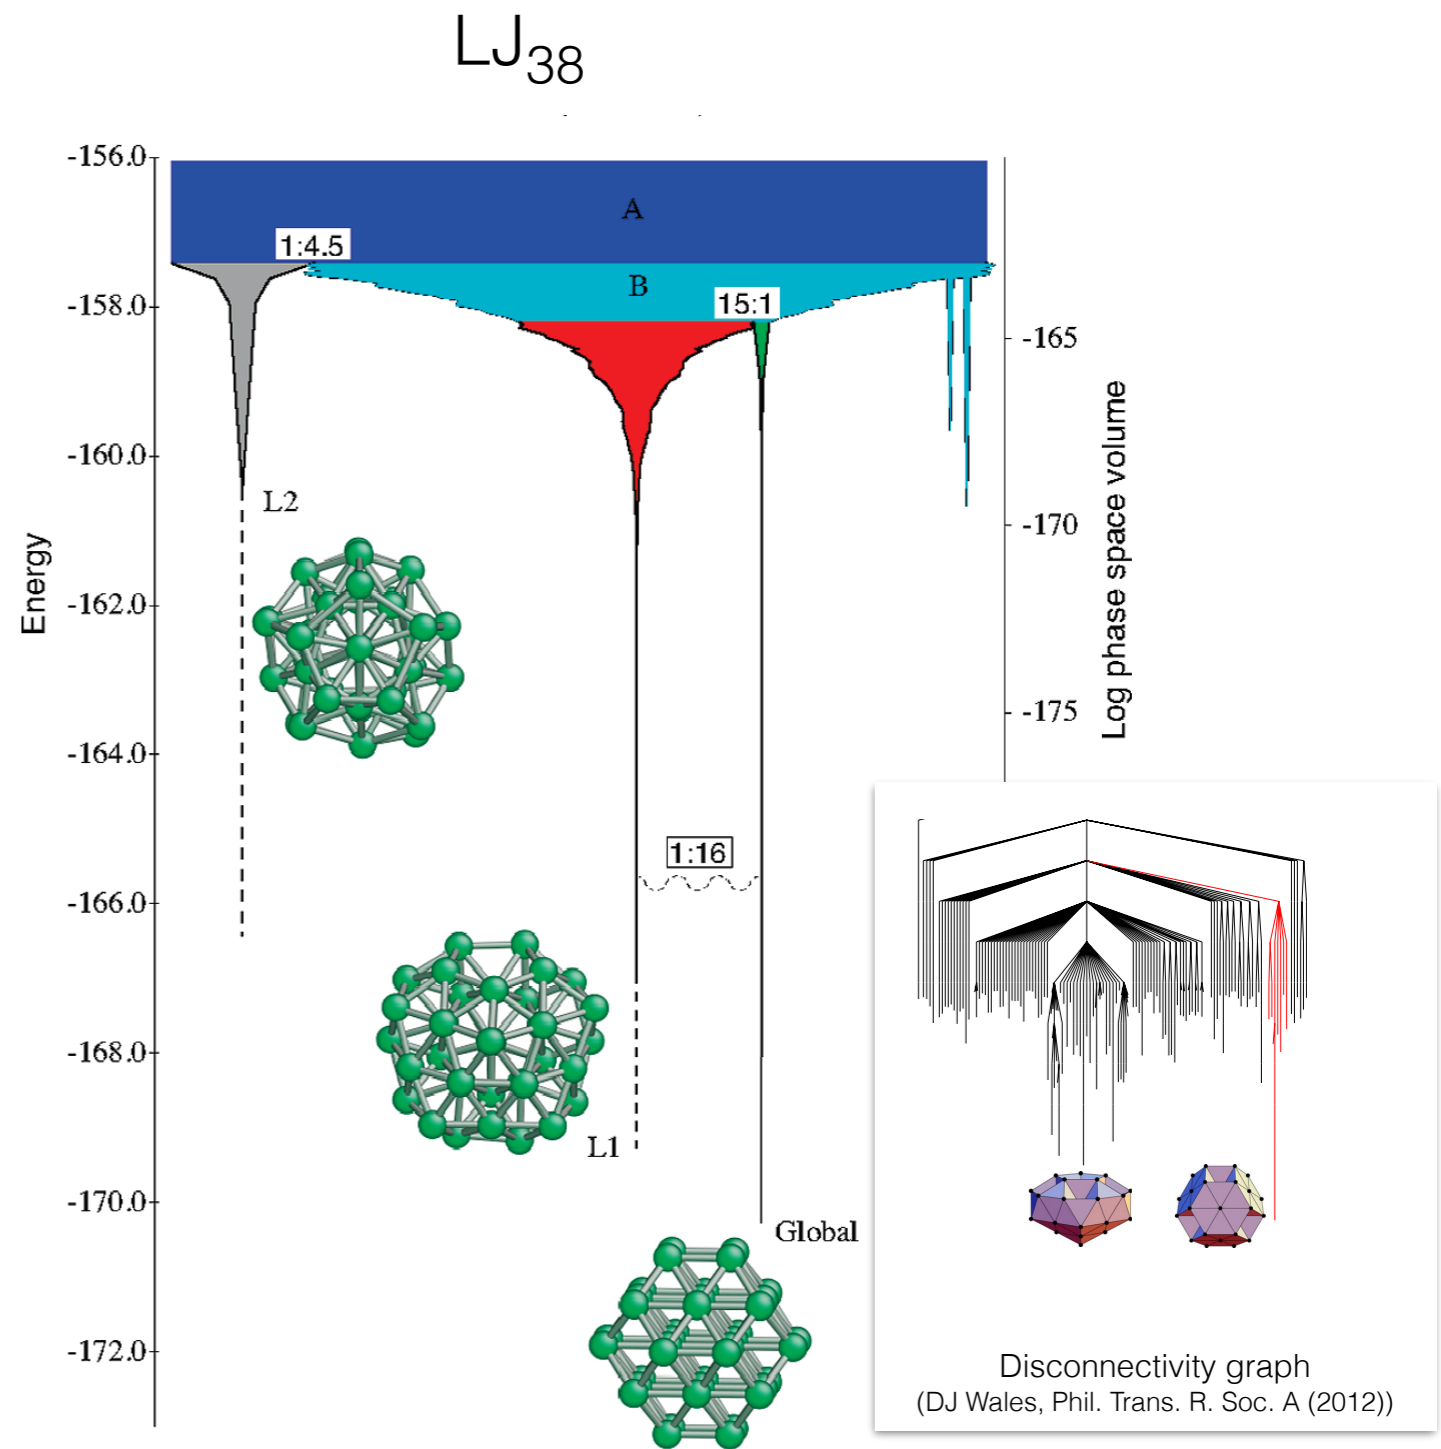 LJ38
-156.0
-158.0
-160.0
-162.0
-164.0
-166.0
-168.0
-170.0
-172.0
Energy
A
1:4.5
B
15:1
L2
1:16
L1
Global
-165
-170
-175
Log phase space volume
Disconnectivity graph
(DJ Wales, Phil. Trans. R. Soc. A (2012))